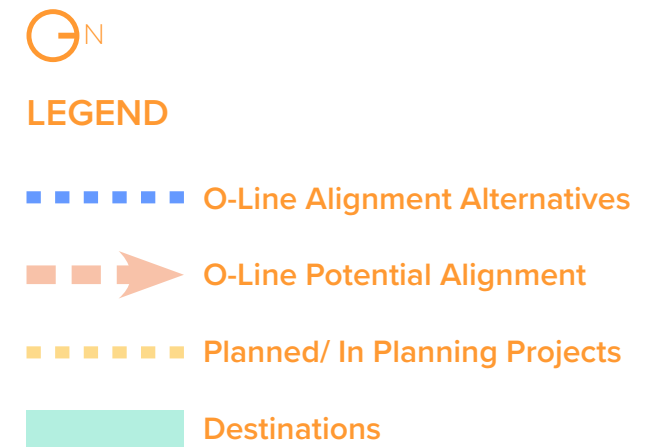 N
LEGEND
O-Line Alignment Alternatives
O-Line Potential Alignment
Planned/ In Planning Projects
Destinations